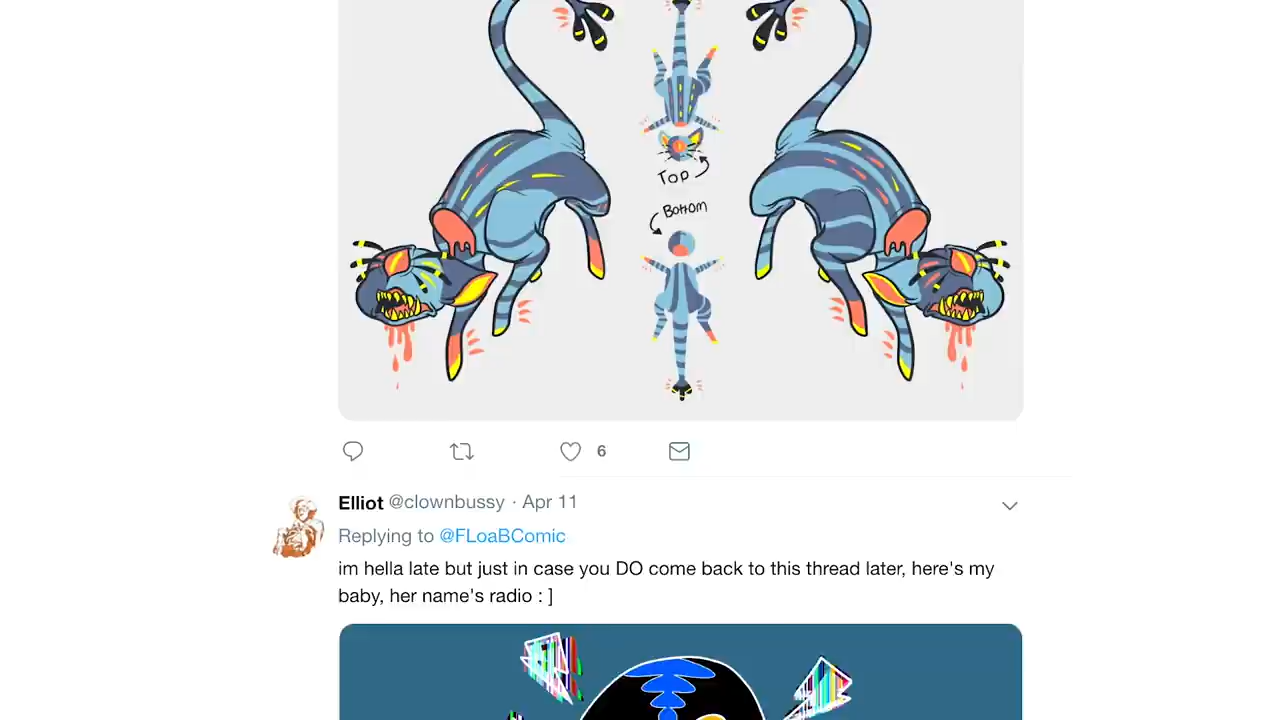 Top
Bottom
6
Elliot @clownbussy · Apr 11
Replying to @FLoaBComic
im hella late but just in case you DO come back to this thread later, here's my
baby, her name's radio : ]